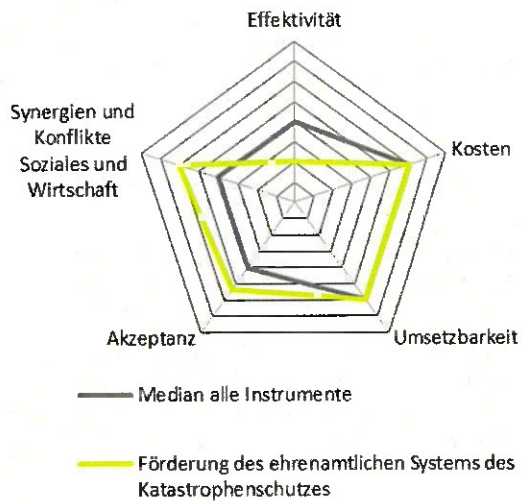 Effektivität
Synergien und
Konflikte
Soziales und
Wirtschaft
Kosten
Akzeptanz
Umsetzbarkeit
Median alle Instrumente
Förderung des ehrenamtlichen Systems des
Katastrophenschutzes